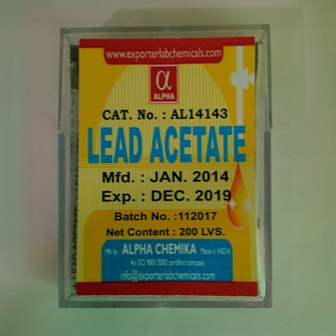 www.exporterlabchemicals.com
α
ALPHA
CAT. No. : AL14143
LEAD ACETATE
Mfd. : JAN. 2014
Exp. : DEC. 2019
Batch No. :112017
Net Content : 200 LVS.
Mfg by ALPHA CHEMIKA Made in INDIA
An ISO 9001:2000 certified company
info@exporterlabchemicals.com
LEAD ACETATE